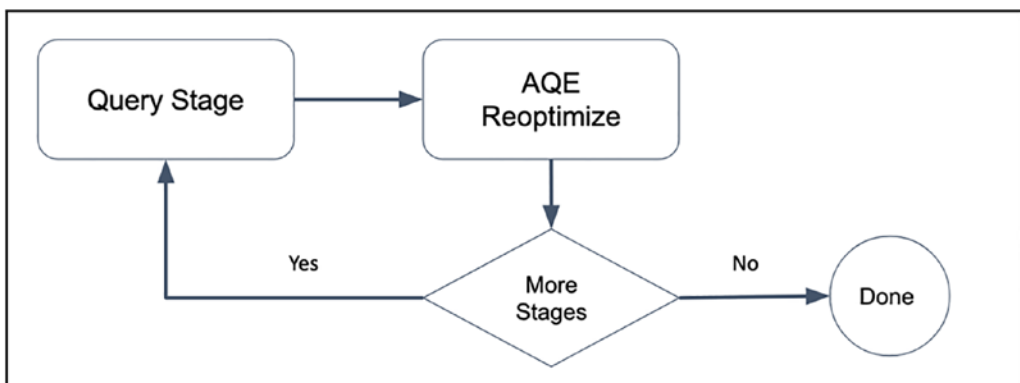 Query Stage
AQE
Reoptimize
More
Stages
Yes
No
Done